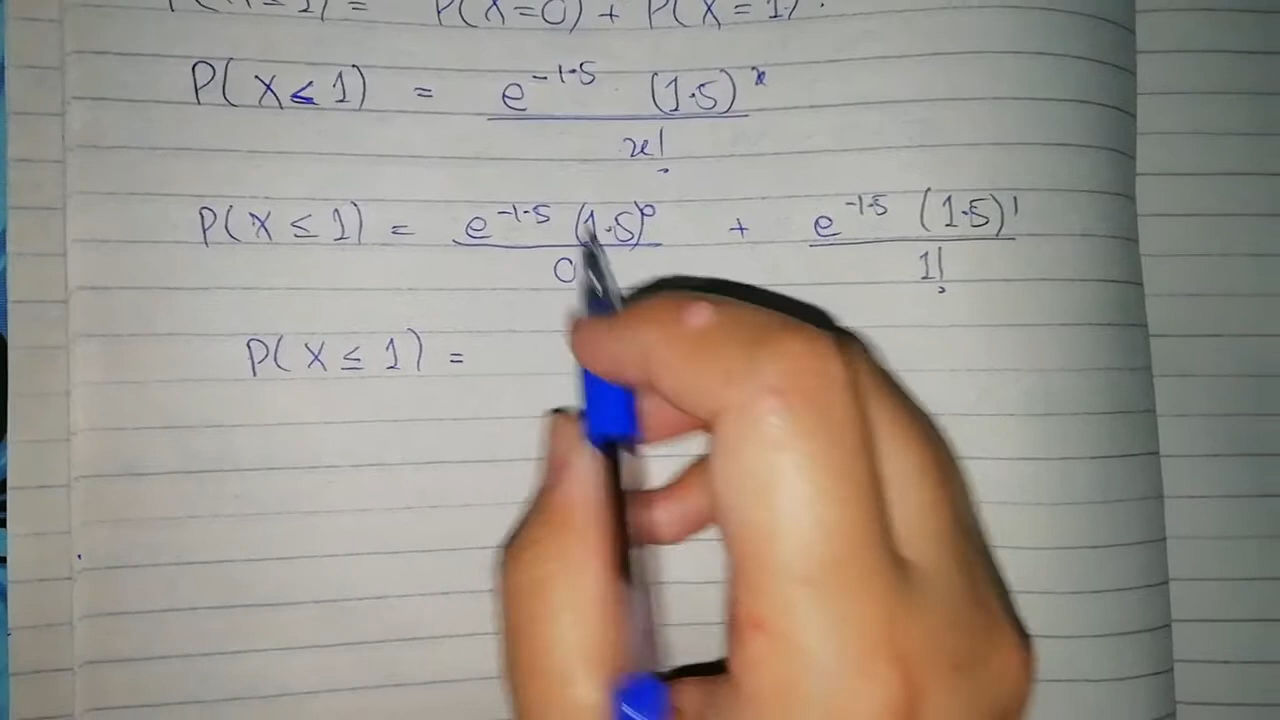 P(X≤1) = P(X=0) + P(X=1).
P(X≤1) = e^-1.5 (1.5)^x / x!
P(X≤1) = e^-1.5 (1.5)^0 / 0 + e^-1.5 (1.5)^1 / 1!
P(X≤1) =